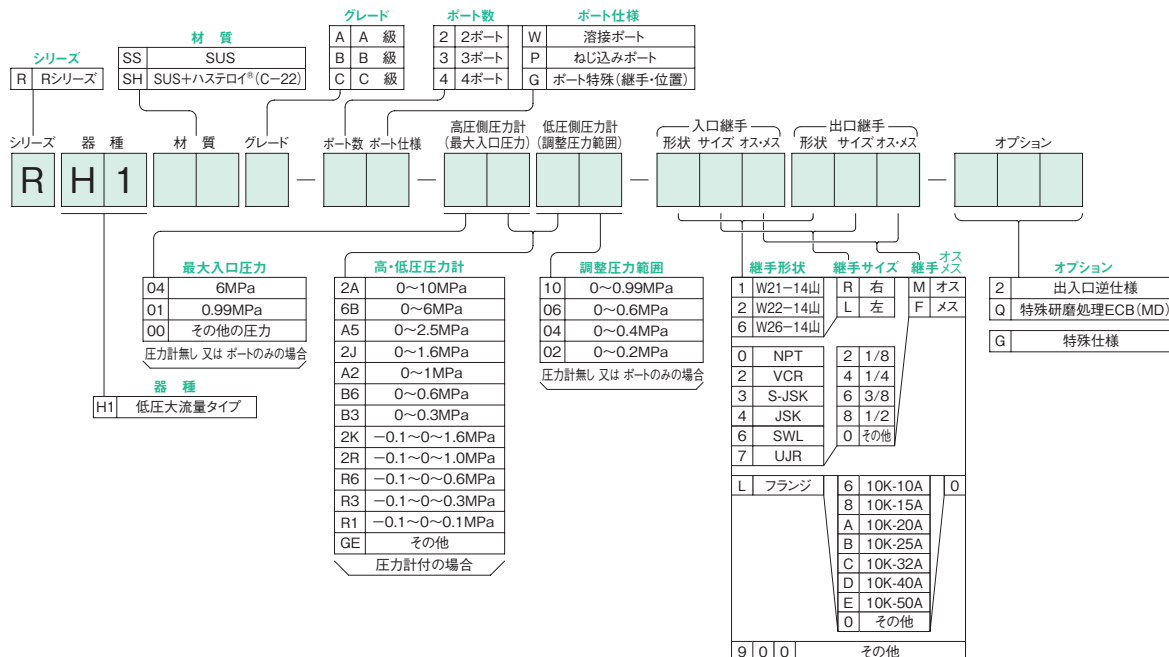 シリーズ
R Rシリーズ
材 質
SS SUS
SH SUS+ハステロイ®(C-22)
グレード
A A 級
B B 級
C C 級
ポート数
2 2ポート
3 3ポート
4 4ポート
ポート仕様
W 溶接ポート
P ねじ込みポート
G ポート特殊(継手・位置)
シリーズ 器 種 材 質 グレード ポート数 ポート仕様 高圧側圧力計 低圧側圧力計 入口継手 出口継手 オプション
(最大入口圧力) (調整圧力範囲) 形状 サイズ オス・メス 形状 サイズ オス・メス
R H 1 — — — —
最大入口圧力
04 6MPa
01 0.99MPa
00 その他の圧力
圧力計無し 又は ポートのみの場合
器 種
H1 低圧大流量タイプ
高・低圧圧力計
2A 0〜10MPa
6B 0〜6MPa
A5 0〜2.5MPa
2J 0〜1.6MPa
A2 0〜1MPa
B6 0〜0.6MPa
B3 0〜0.3MPa
2K −0.1〜0〜1.6MPa
2R −0.1〜0〜1.0MPa
R6 −0.1〜0〜0.6MPa
R3 −0.1〜0〜0.3MPa
R1 −0.1〜0〜0.1MPa
GE その他
圧力計付の場合
調整圧力範囲
10 0〜0.99MPa
06 0〜0.6MPa
04 0〜0.4MPa
02 0〜0.2MPa
圧力計無し 又は ポートのみの場合
継手形状 継手サイズ 継手オスメス
1 W21−14山 R 右 M オス
2 W22−14山 L 左 F メス
6 W26−14山
0 NPT 2 1/8
2 VCR 4 1/4
3 S-JSK 6 3/8
4 JSK 8 1/2
6 SWL 0 その他
7 UJR
L フランジ 6 10K-10A 0
8 10K-15A
A 10K-20A
B 10K-25A
C 10K-32A
D 10K-40A
E 10K-50A
0 その他
9 0 0 その他
オプション
2 出入口逆仕様
Q 特殊研磨処理ECB(MD)
G 特殊仕様